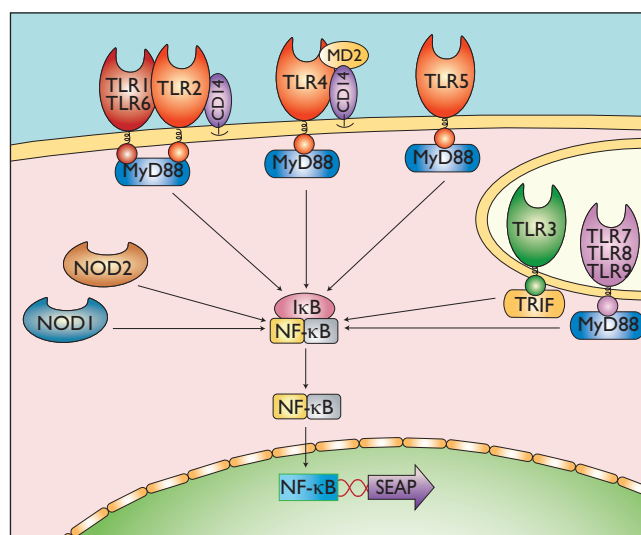 TLR1
TLR6
TLR2
CD14
MyD88
TLR4
MD2
CD14
MyD88
TLR5
MyD88
TLR3
TRIF
TLR7
TLR8
TLR9
MyD88
NOD2
NOD1
IκB
NF-κB
NF-κB
NF-κB
SEAP